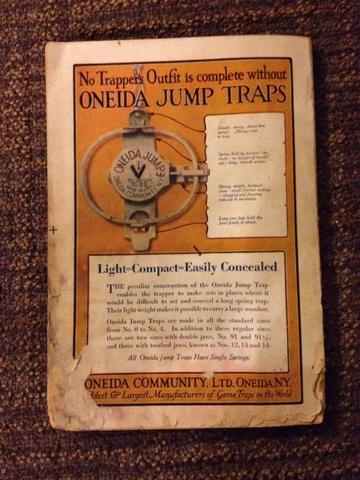 No Trapper's Outfit is complete without
ONEIDA JUMP TRAPS
ONEIDA JUMP
ONEIDA COMMUNITY, N.Y.
Light=Compact=Easily Concealed
THE peculiar construction of the Oneida Jump Trap
enables the trapper to make sets in places where it
would be difficult to set and conceal a long spring trap.
Their light weight makes it possible to carry a large number.
Oneida Jump Traps are made in all the standard sizes
from No. 0 to No. 4. In addition to these regular sizes
there are two sizes with double jaws, No. 91 and 91½,
and three with toothed jaws, known as Nos. 12, 13 and 14.
All Oneida Jump Traps Have Single Springs.
ONEIDA COMMUNITY, LTD. ONEIDA, N.Y.
ldest & Largest Manufacturers of Game Traps in the World